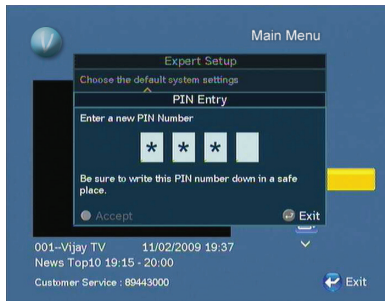 Main Menu
Expert Setup
Choose the default system settings
PIN Entry
Enter a new PIN Number
* * *
Be sure to write this PIN number down in a safe
place.
Accept
Exit
001--Vijay TV 11/02/2009 19:37
News Top10 19:15 - 20:00
Customer Service : 89443000
Exit